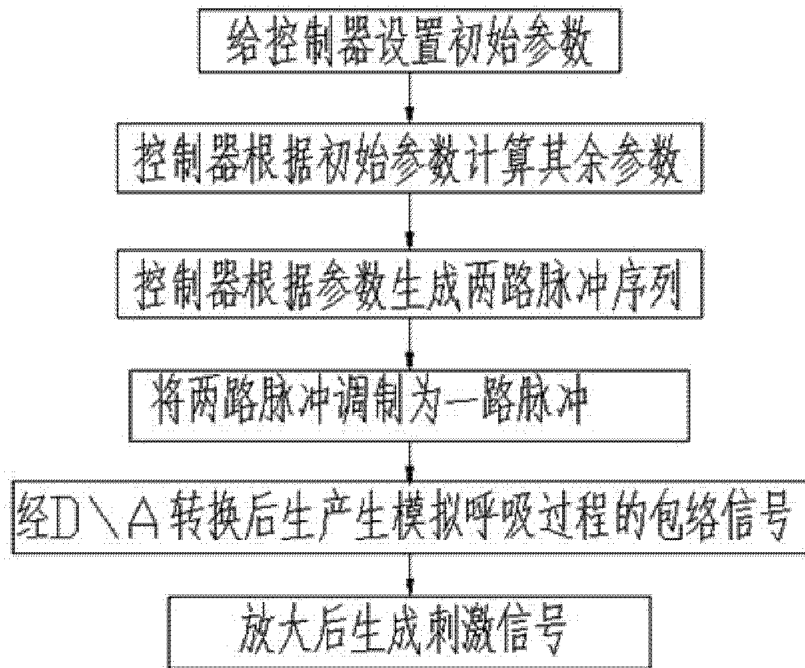 给控制器设置初始参数
控制器根据初始参数计算其余参数
控制器根据参数生成两路脉冲序列
将两路脉冲调制为一路脉冲
经D\A转换后生产生模拟呼吸过程的包络信号
放大后生成刺激信号